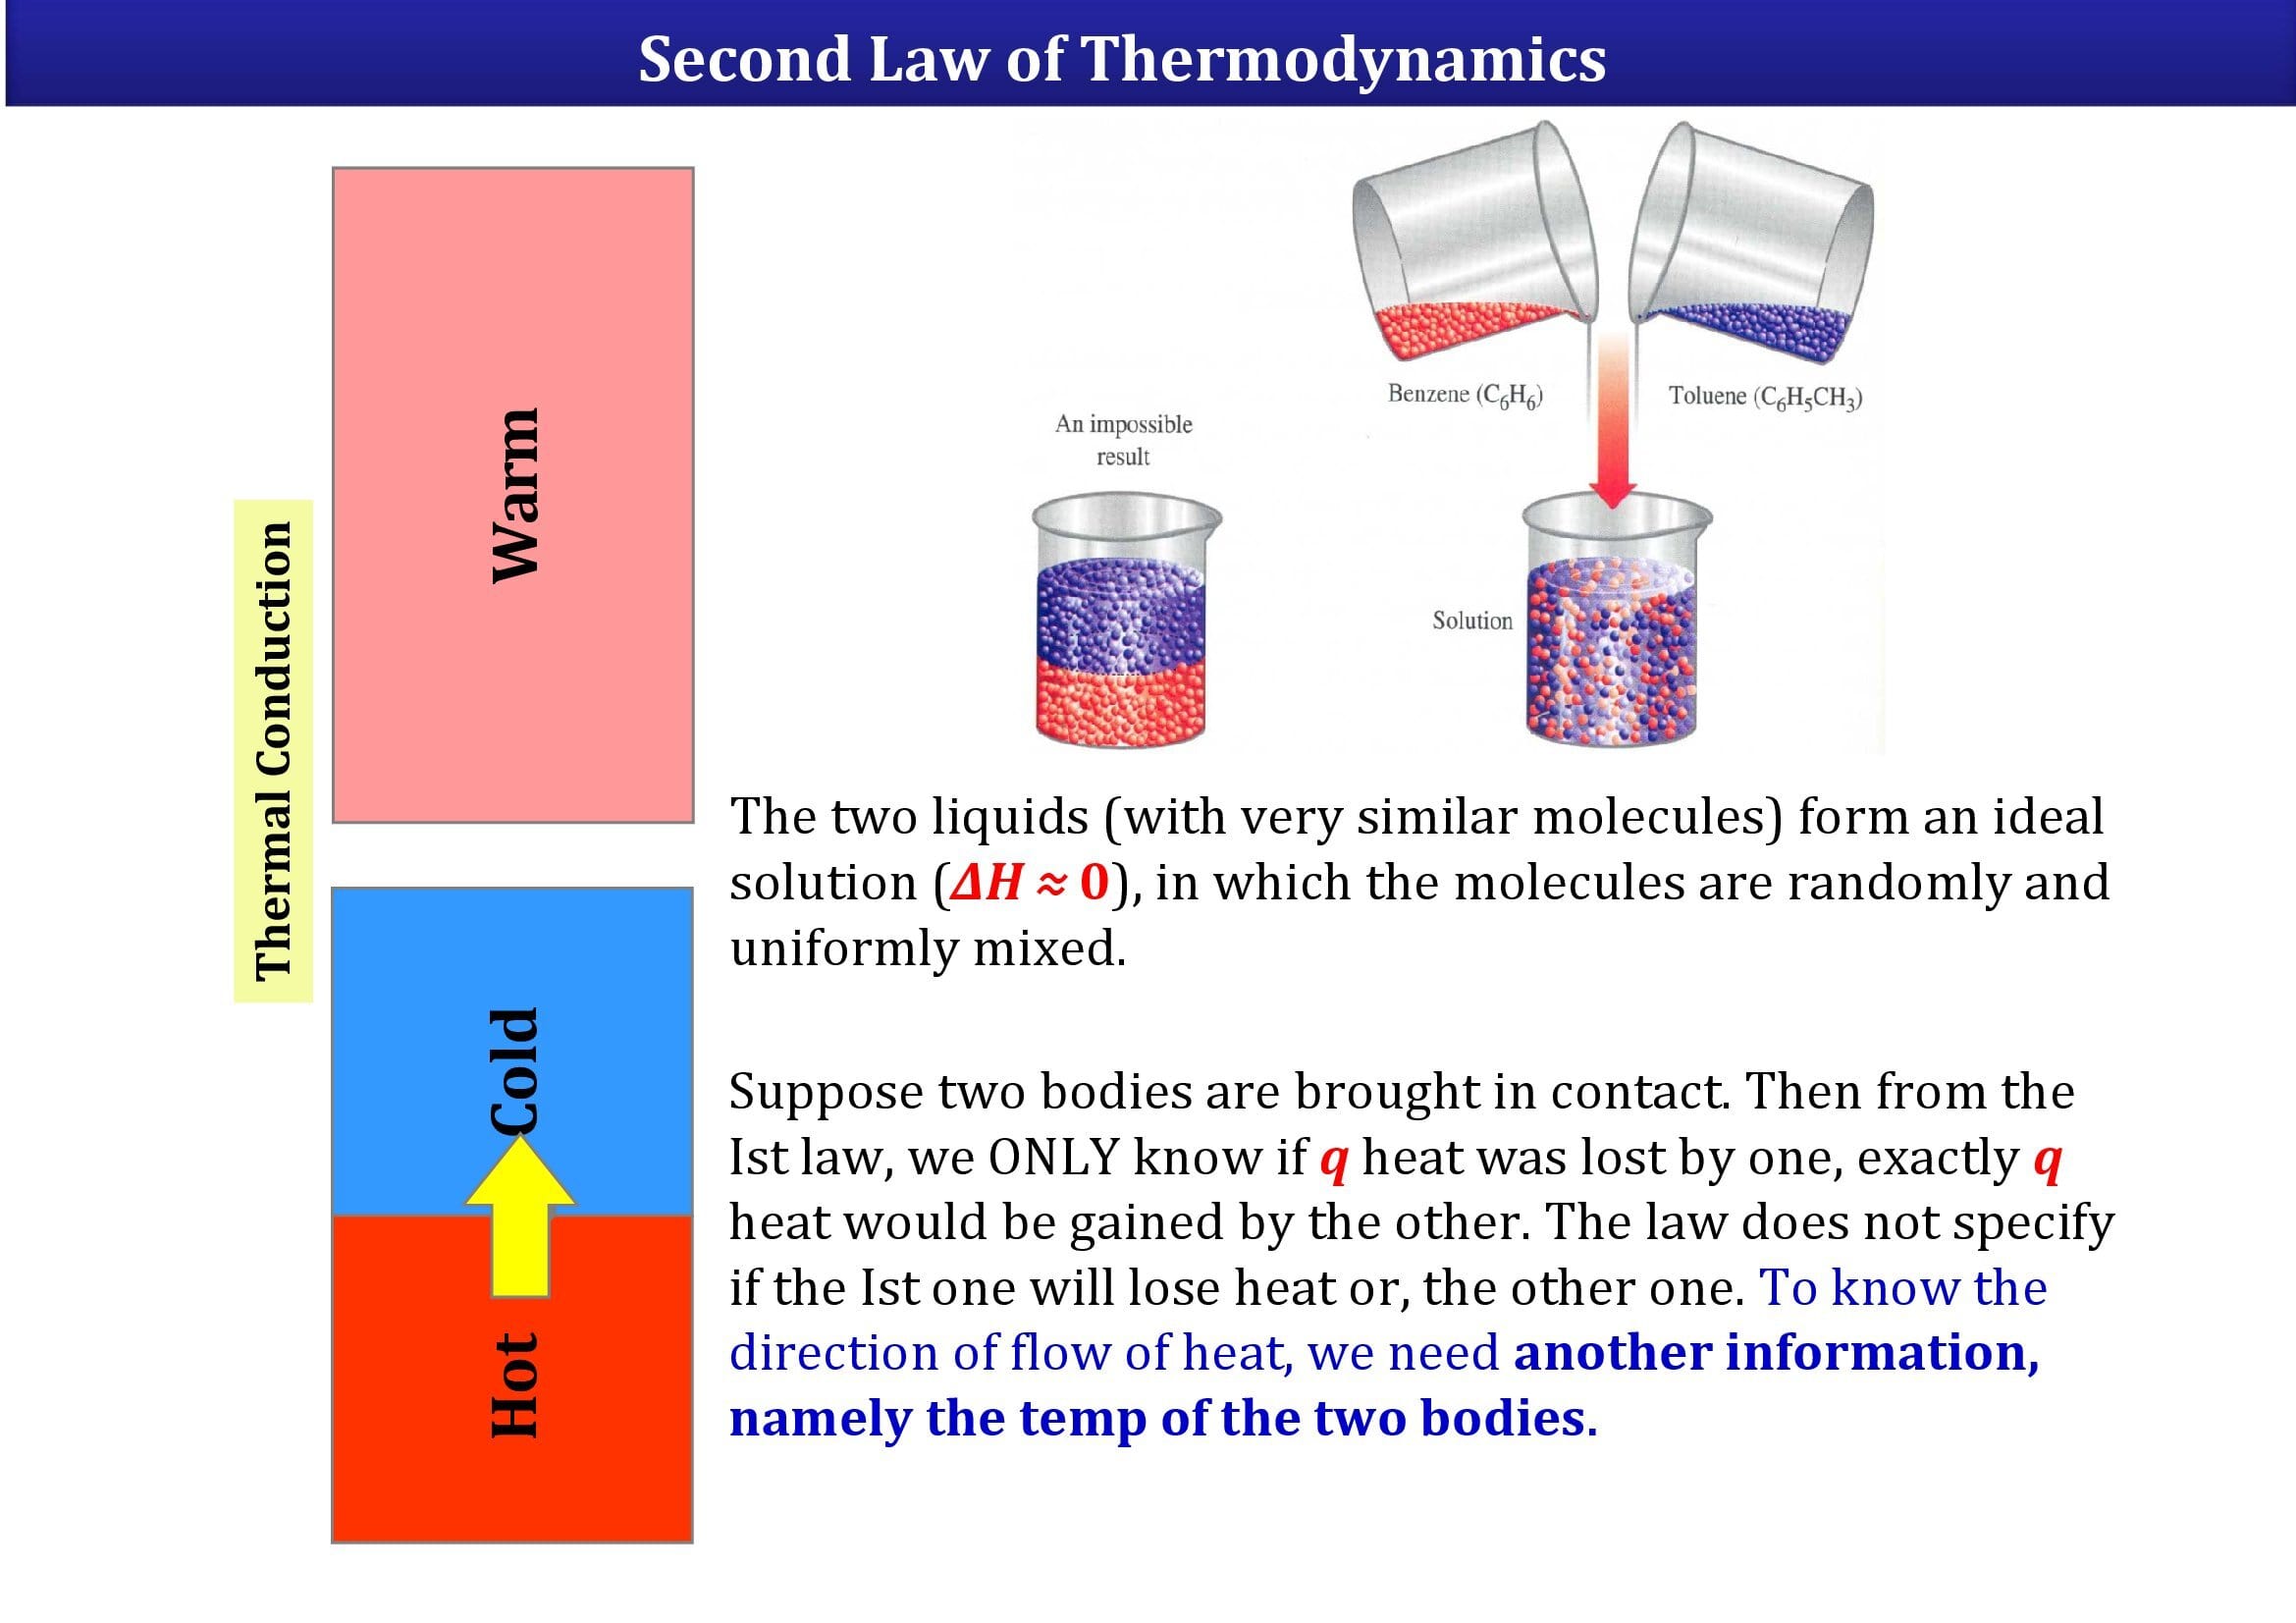 Second Law of Thermodynamics
Thermal Conduction
Warm
Cold
Hot
Benzene (C₆H₆)
Toluene (C₆H₅CH₃)
An impossible
result
Solution
The two liquids (with very similar molecules) form an ideal
solution (ΔH ≈ 0), in which the molecules are randomly and
uniformly mixed.
Suppose two bodies are brought in contact. Then from the
Ist law, we ONLY know if q heat was lost by one, exactly q
heat would be gained by the other. The law does not specify
if the Ist one will lose heat or, the other one. To know the
direction of flow of heat, we need another information,
namely the temp of the two bodies.